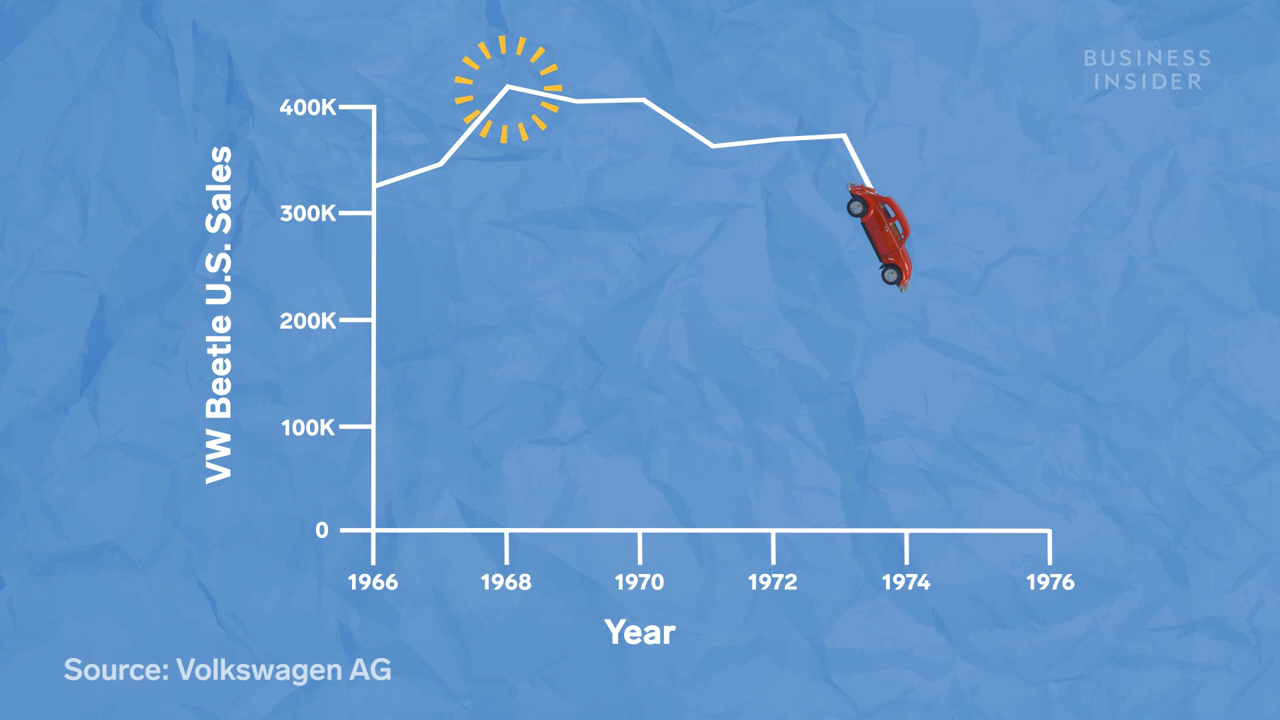 BUSINESS
INSIDER
VW Beetle U.S. Sales
400K
300K
200K
100K
0
1966 1968 1970 1972 1974 1976
Year
Source: Volkswagen AG